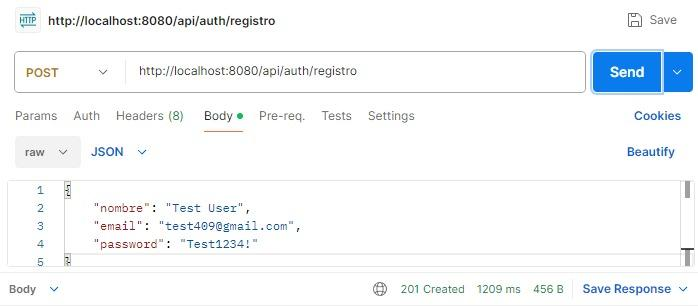 HTTP http://localhost:8080/api/auth/registro Save
POST http://localhost:8080/api/auth/registro Send
Params Auth Headers (8) Body Pre-req. Tests Settings Cookies
raw JSON Beautify
1 {
2 "nombre": "Test User",
3 "email": "test409@gmail.com",
4 "password": "Test1234!"
5 }
Body 201 Created 1209 ms 456 B Save Response